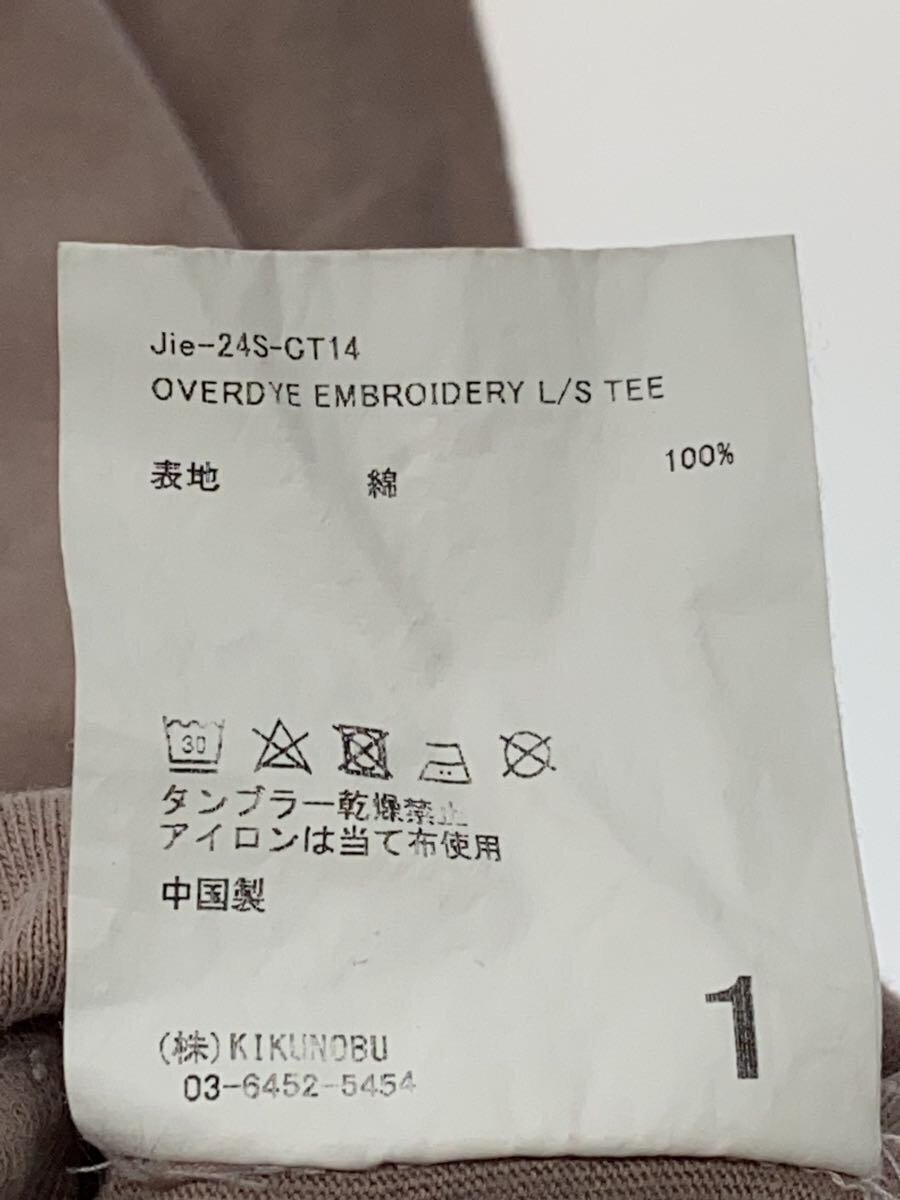 Jie-24S-CT14
OVERDYE EMBROIDERY L/S TEE
表地 綿 100%
30
タンブラー乾燥禁止
アイロンは当て布使用
中国製
1
(株)KIKUNOBU
03-6452-5454